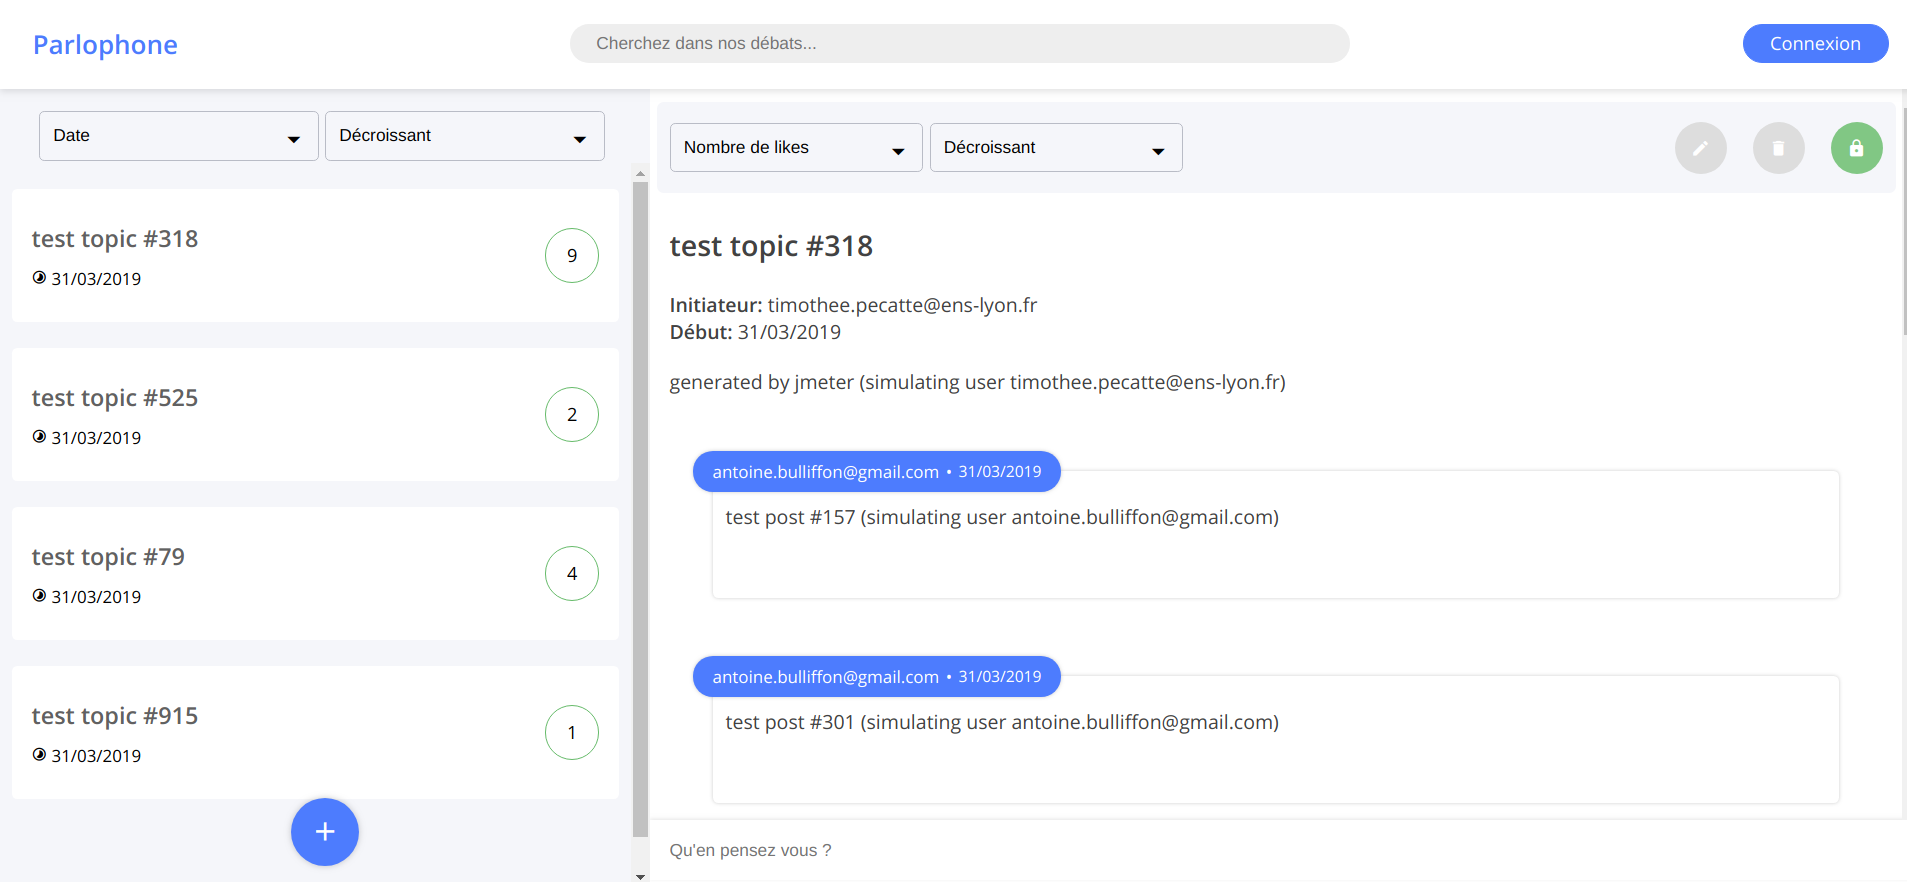 Parlophone
Cherchez dans nos débats...
Connexion
Date
Décroissant
test topic #318
31/03/2019
9
test topic #525
31/03/2019
2
test topic #79
31/03/2019
4
test topic #915
31/03/2019
1
+
Nombre de likes
Décroissant
test topic #318
Initiateur: timothee.pecatte@ens-lyon.fr
Début: 31/03/2019
generated by jmeter (simulating user timothee.pecatte@ens-lyon.fr)
antoine.bulliffon@gmail.com • 31/03/2019
test post #157 (simulating user antoine.bulliffon@gmail.com)
antoine.bulliffon@gmail.com • 31/03/2019
test post #301 (simulating user antoine.bulliffon@gmail.com)
Qu'en pensez vous ?